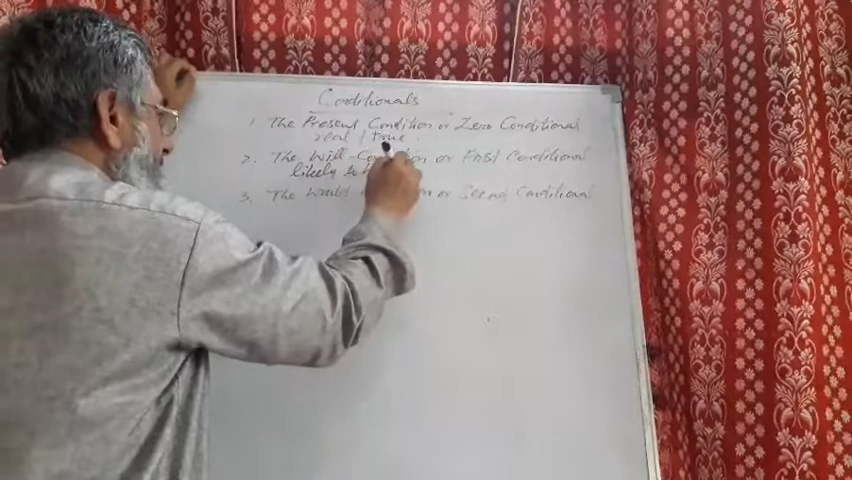 Conditionals
1. The Present Condition or Zero Conditional
real / true.
2. The Will-Condition or First Conditional
likely to
3. The Would or Second Conditional